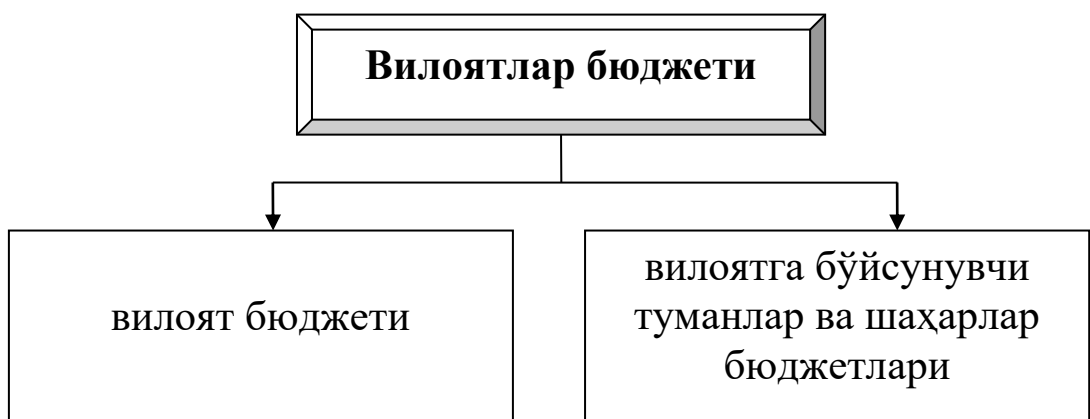 Вилоятлар бюджети
вилоят бюджети
вилоятга бўйсунувчи
туманлар ва шаҳарлар
бюджетлари